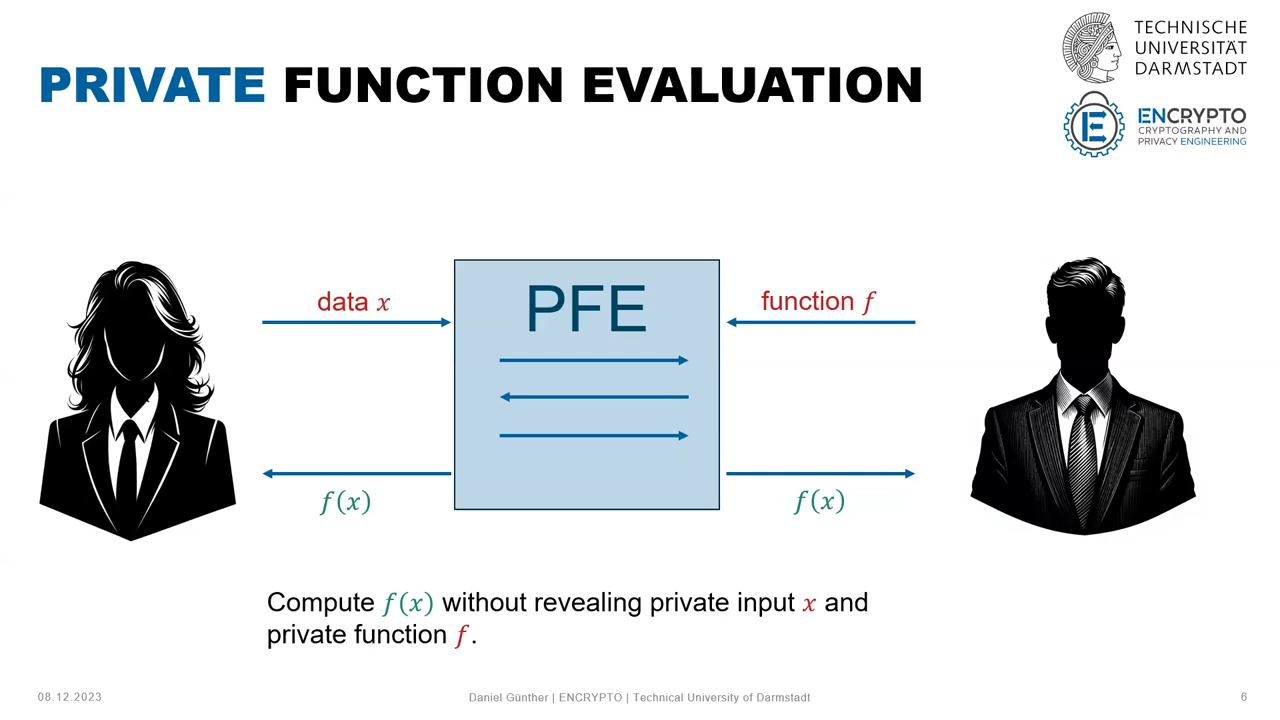 PRIVATE FUNCTION EVALUATION
TECHNISCHE
UNIVERSITÄT
DARMSTADT
ENCRYPTO
CRYPTOGRAPHY AND
PRIVACY ENGINEERING
data x
PFE
function f
f(x)
f(x)
Compute f(x) without revealing private input x and
private function f.
08.12.2023
Daniel Günther | ENCRYPTO | Technical University of Darmstadt
6